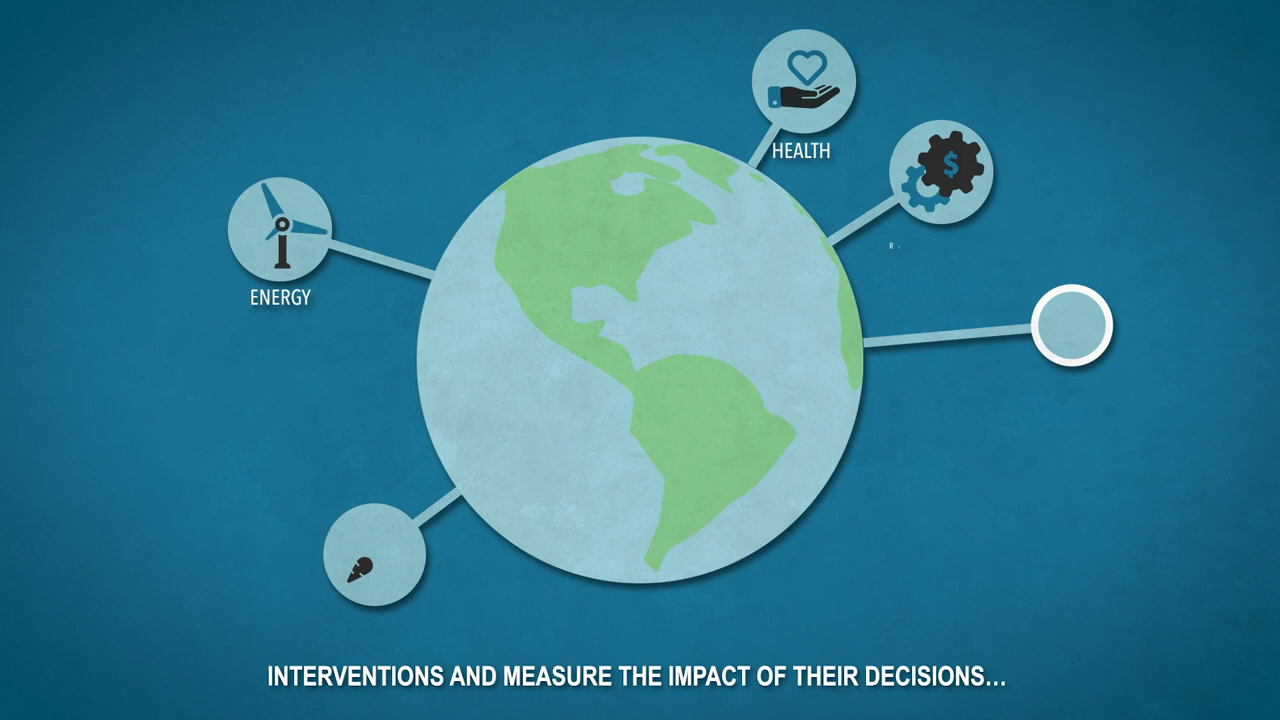 HEALTH
$
ENERGY
INTERVENTIONS AND MEASURE THE IMPACT OF THEIR DECISIONS...